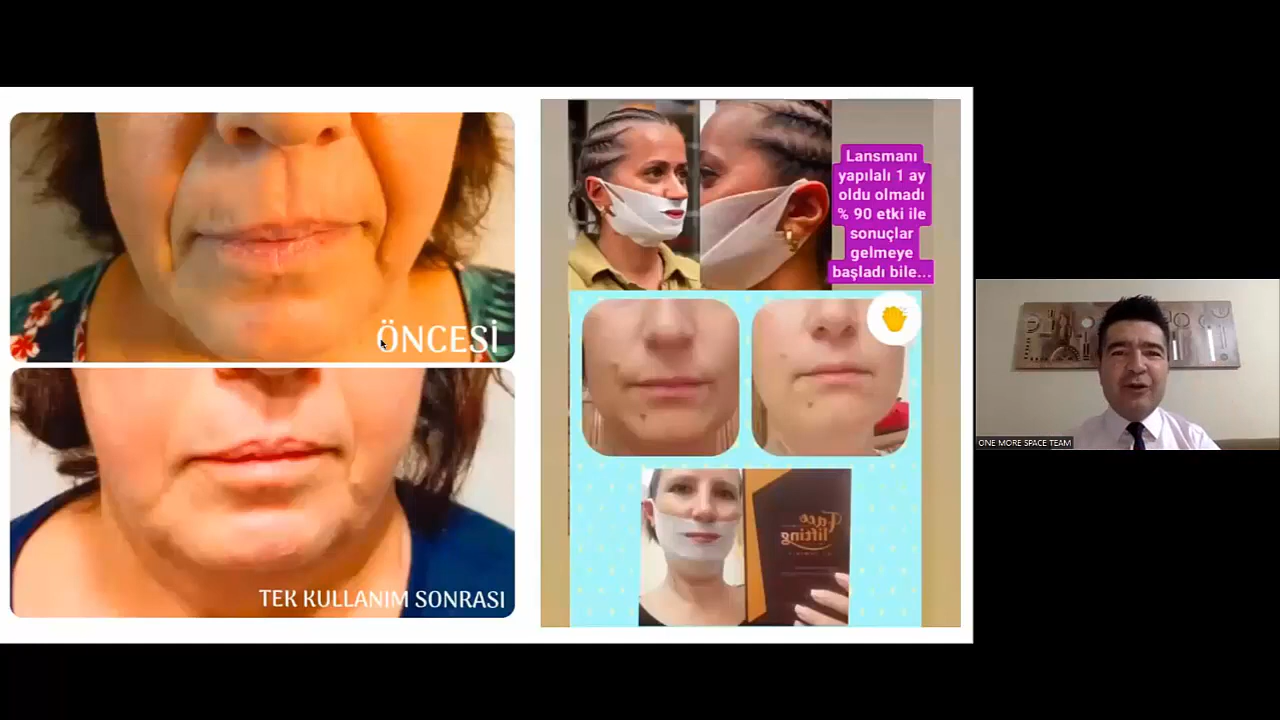 ÖNCESİ
TEK KULLANIM SONRASI
Lansmanı
yapılalı 1 ay
oldu olmadı
% 90 etki ile
sonuçlar
gelmeye
başladı bile...
Face
lifting
ONE MORE SPACE TEAM